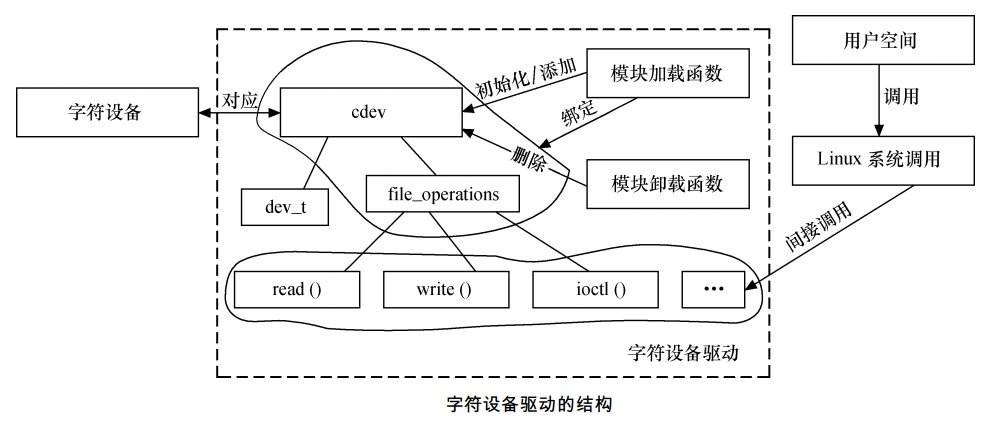 用户空间
模块加载函数
初始化/添加
调用
字符设备
对应
cdev
绑定
删除
Linux 系统调用
模块卸载函数
dev_t
file_operations
间接调用
read ()
write ()
ioctl ()
···
字符设备驱动
字符设备驱动的结构